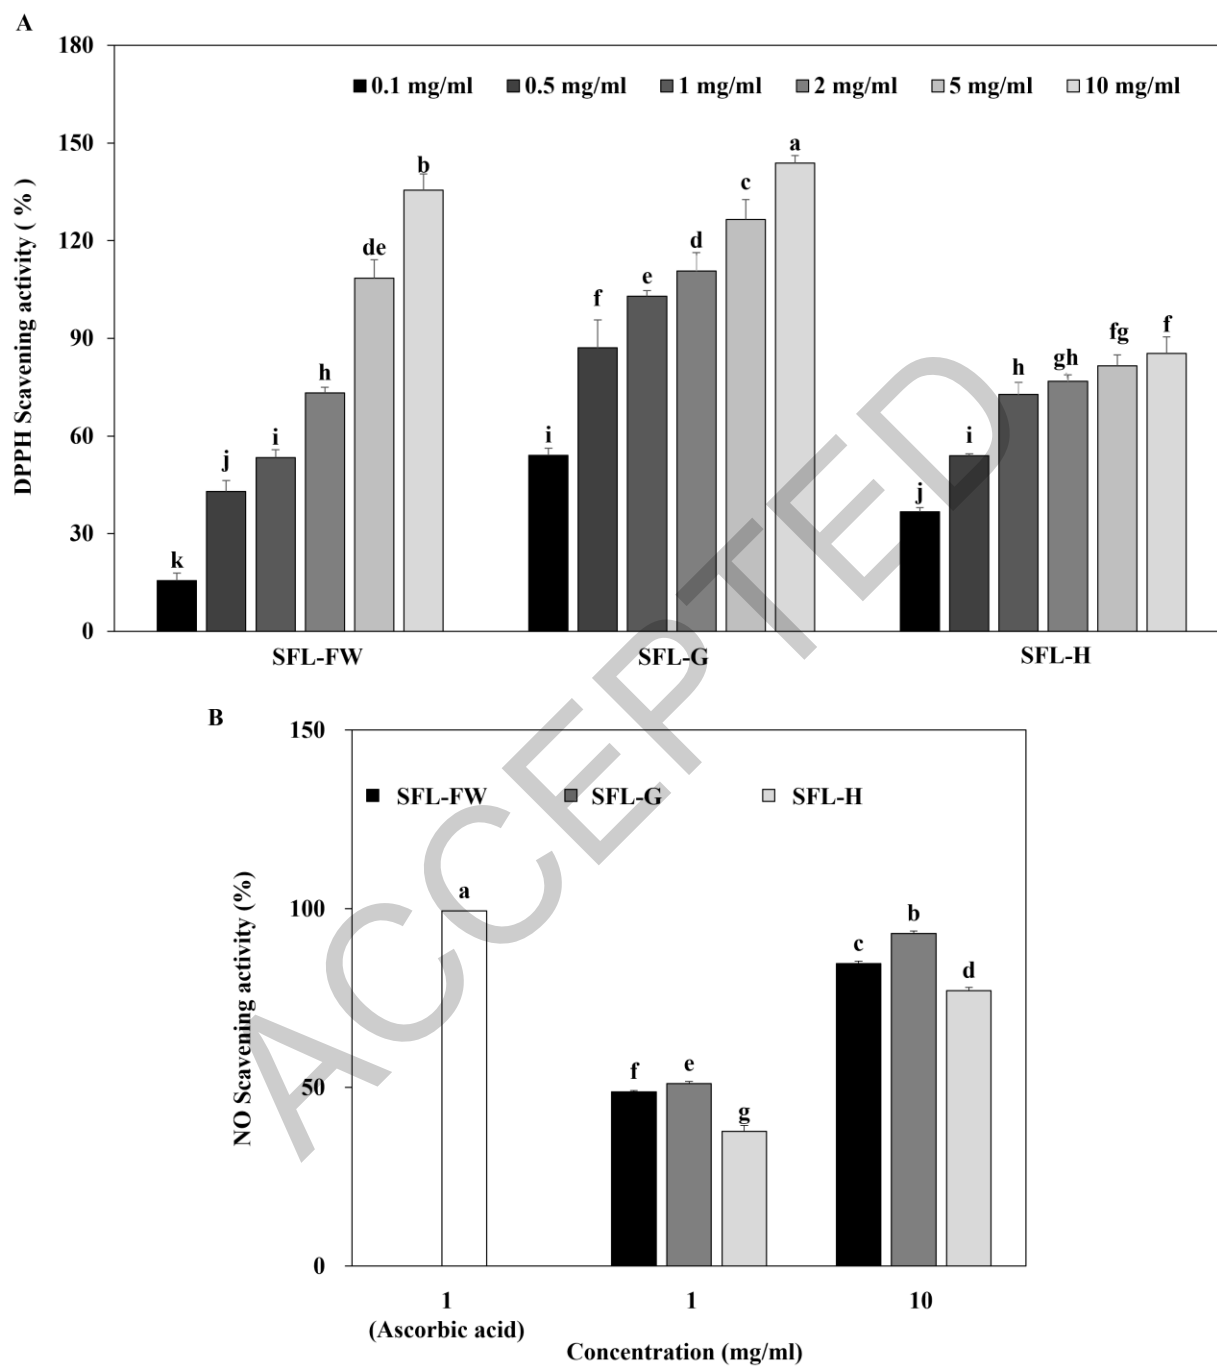 A
180
0.1 mg/ml 0.5 mg/ml 1 mg/ml 2 mg/ml 5 mg/ml 10 mg/ml
150
120
90
60
30
0
DPPH Scavening activity ( % )
k j i h de b
i f e d c a
j i h gh fg f
SFL-FW SFL-G SFL-H
ACCEPTED
B
150
SFL-FW SFL-G SFL-H
100
50
0
NO Scavening activity (%)
a
f e g
c b d
1 1 10
(Ascorbic acid)
Concentration (mg/ml)